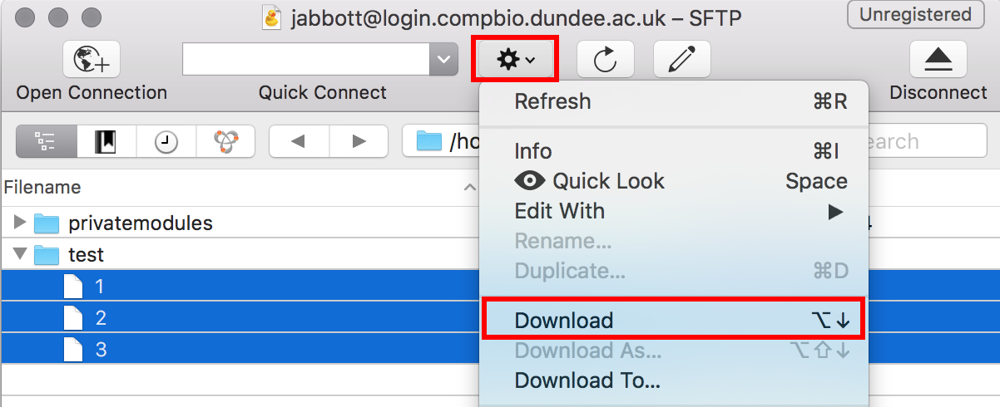 jabbott@login.compbio.dundee.ac.uk – SFTP
Unregistered
Open Connection
Quick Connect
Disconnect
Refresh ⌘R
/ho
earch
Info ⌘I
Quick Look Space
Filename
Edit With ▶
privatemodules
4
Rename...
test
Duplicate... ⌘D
1
2
Download ⌥↓
3
Download As... ⌥⇧↓
Download To...